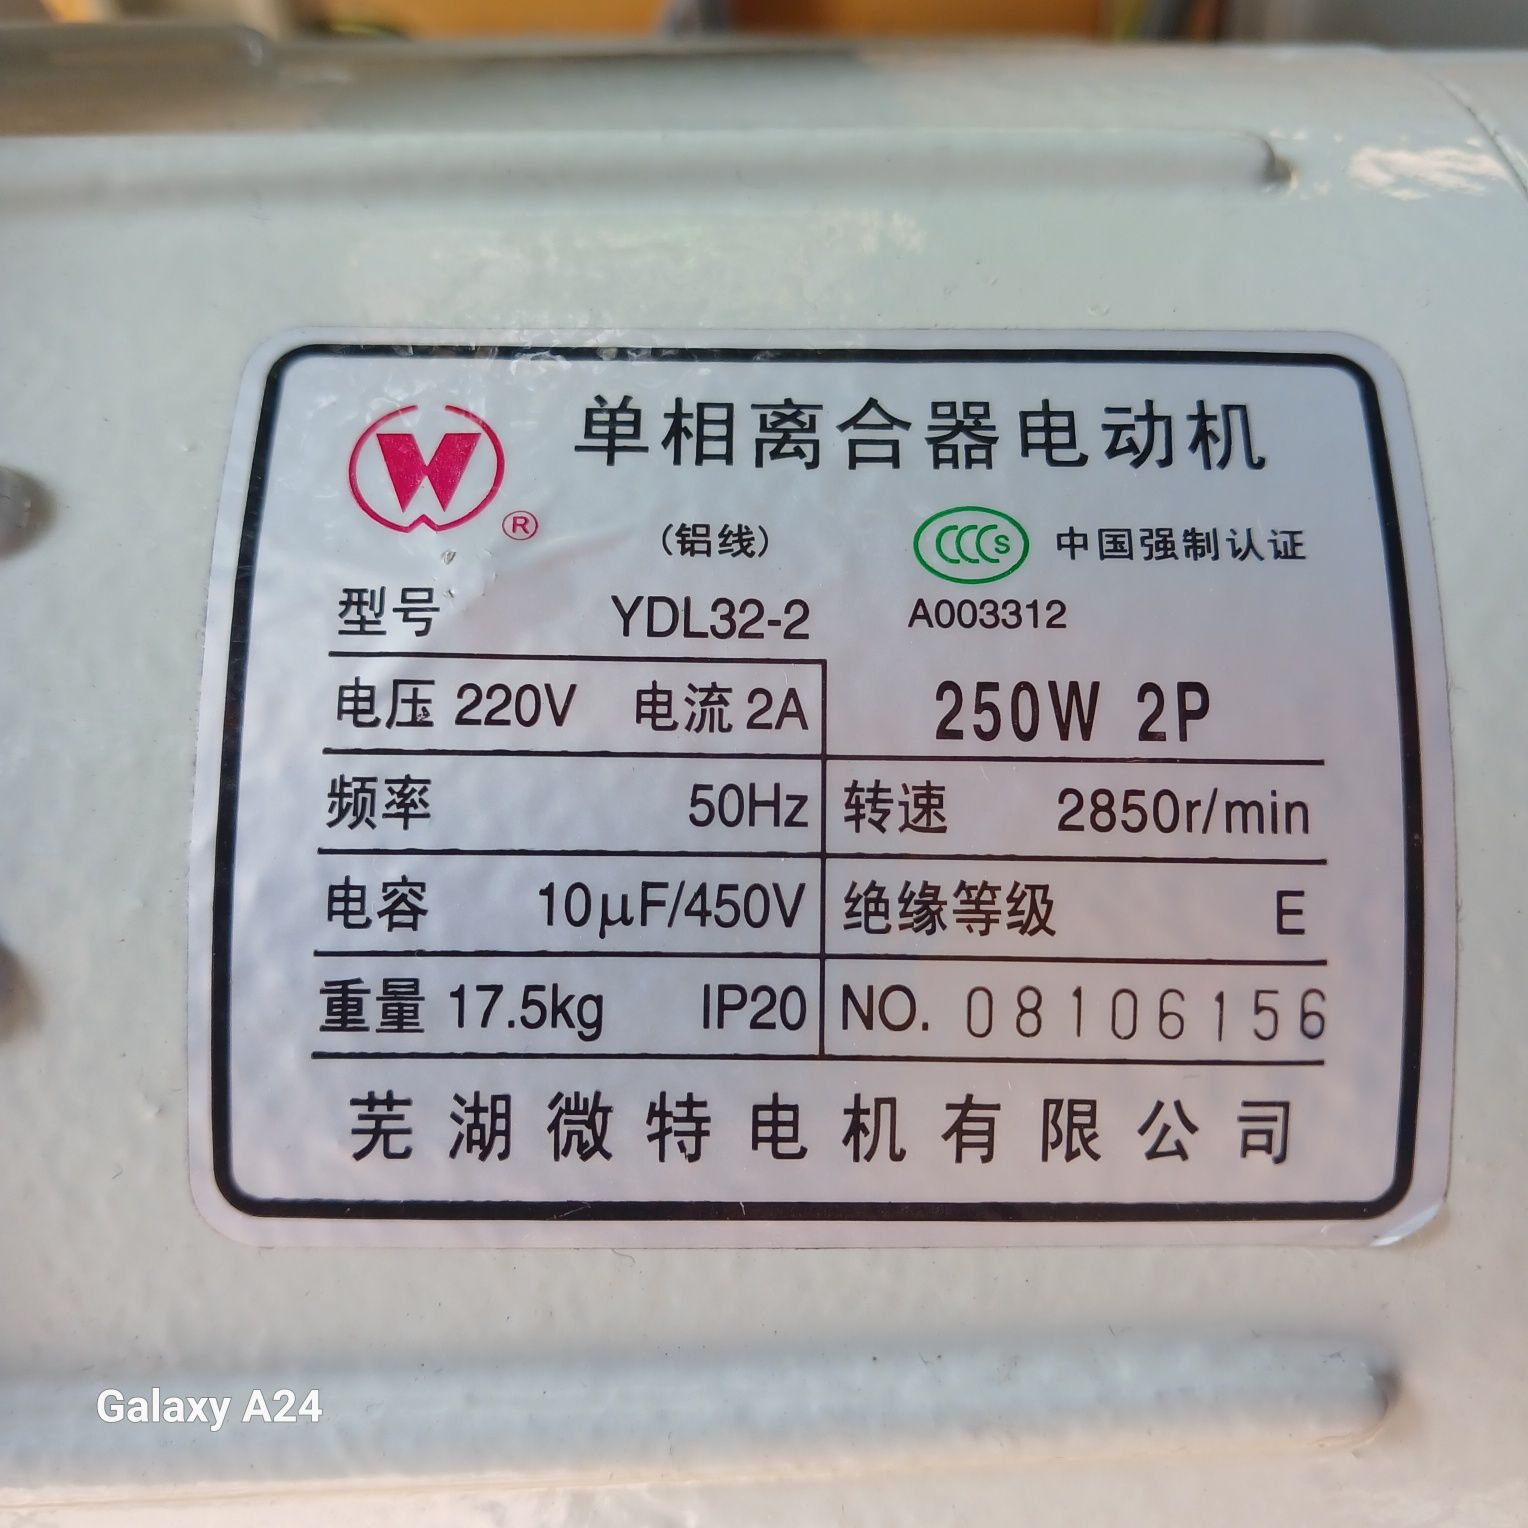 W ®
单相离合器电动机
(铝线) CCCS 中国强制认证
型号 YDL32-2 A003312
电压 220V 电流 2A 250W 2P
频率 50Hz 转速 2850r/min
电容 10μF/450V 绝缘等级 E
重量 17.5kg IP20 NO. 08106156
芜湖微特电机有限公司
Galaxy A24